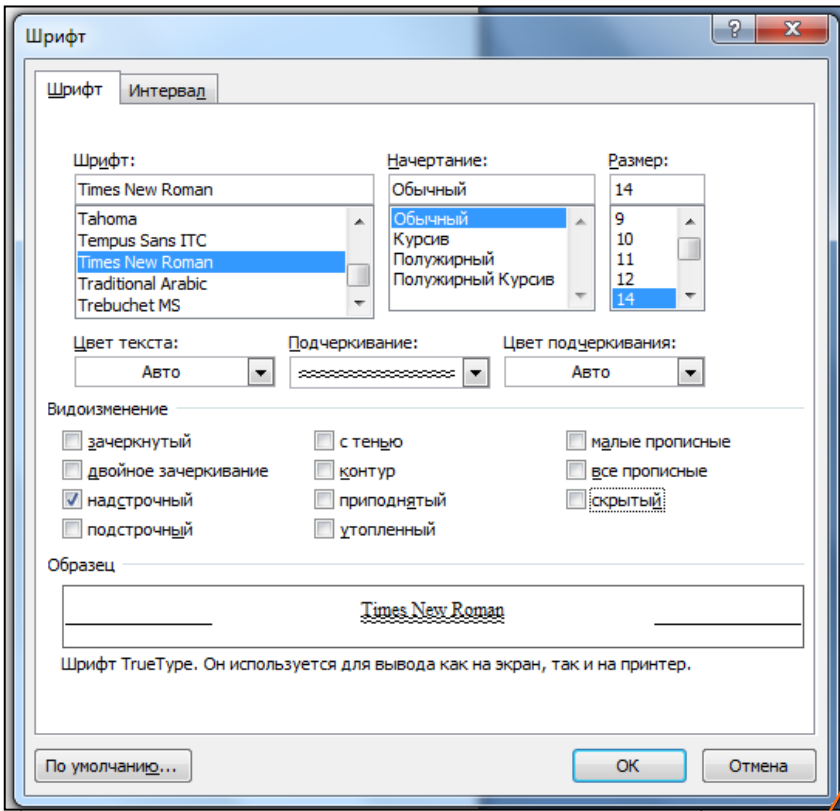 Шрифт
Шрифт Интервал
Шрифт: Начертание: Размер:
Times New Roman Обычный 14
Tahoma Обычный 9
Tempus Sans ITC Курсив 10
Times New Roman Полужирный 11
Traditional Arabic Полужирный Курсив 12
Trebuchet MS 14
Цвет текста: Подчеркивание: Цвет подчеркивания:
Авто Авто
Видоизменение
зачеркнутый с тенью малые прописные
двойное зачеркивание контур все прописные
надстрочный приподнятый скрытый
подстрочный утопленный
Образец
Times New Roman
Шрифт TrueType. Он используется для вывода как на экран, так и на принтер.
По умолчанию... ОК Отмена